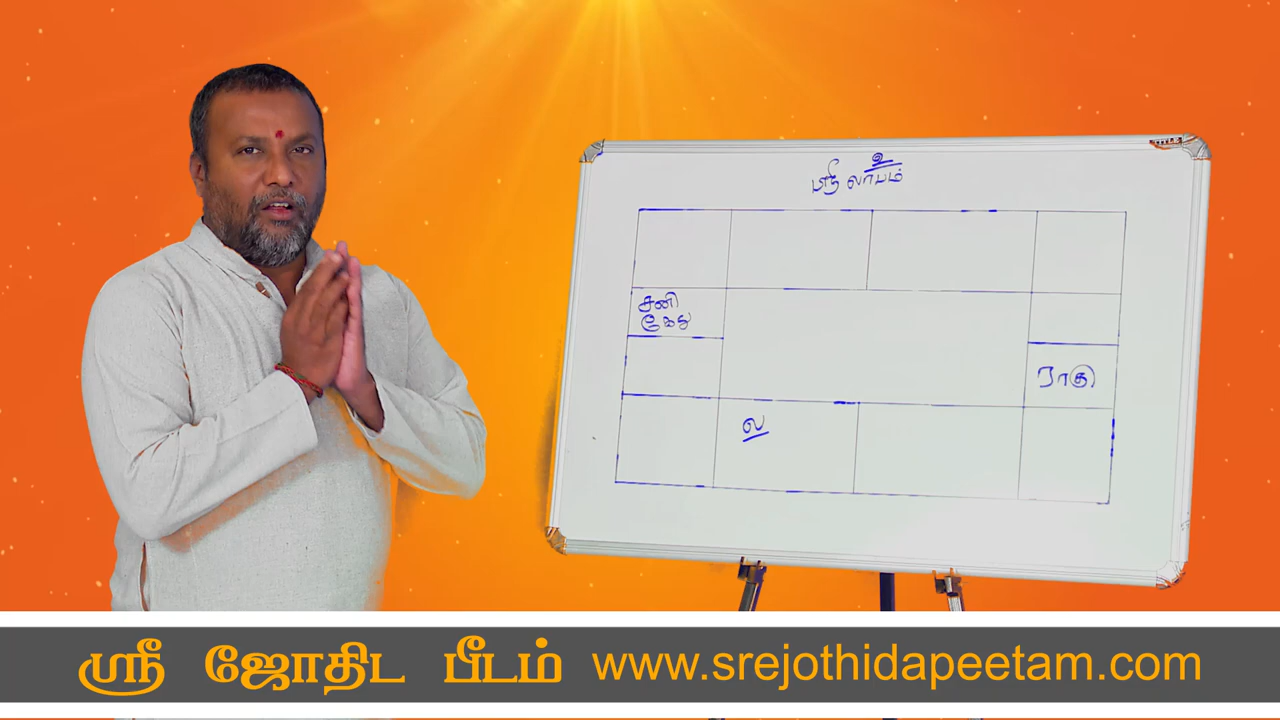 உ
ஸ்ரீ லாபம்
சனி
கேது
ராகு
ல
ஸ்ரீ ஜோதிட பீடம் www.srejothidapeetam.com